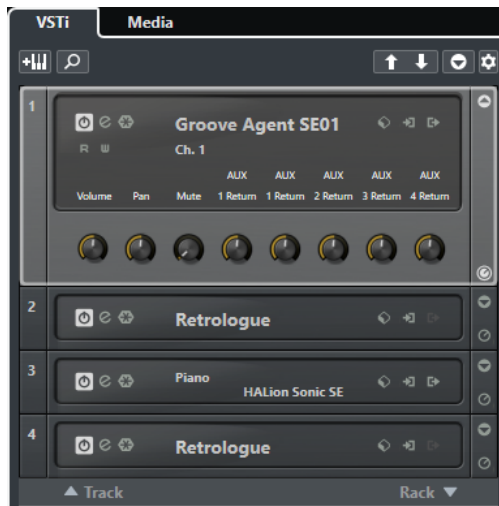 VSTi Media
1
Groove Agent SE01
R W
Ch. 1
AUX AUX AUX AUX AUX
Volume Pan Mute 1 Return 1 Return 2 Return 3 Return 4 Return
2
Retrologue
3
Piano
HALion Sonic SE
4
Retrologue
Track Rack